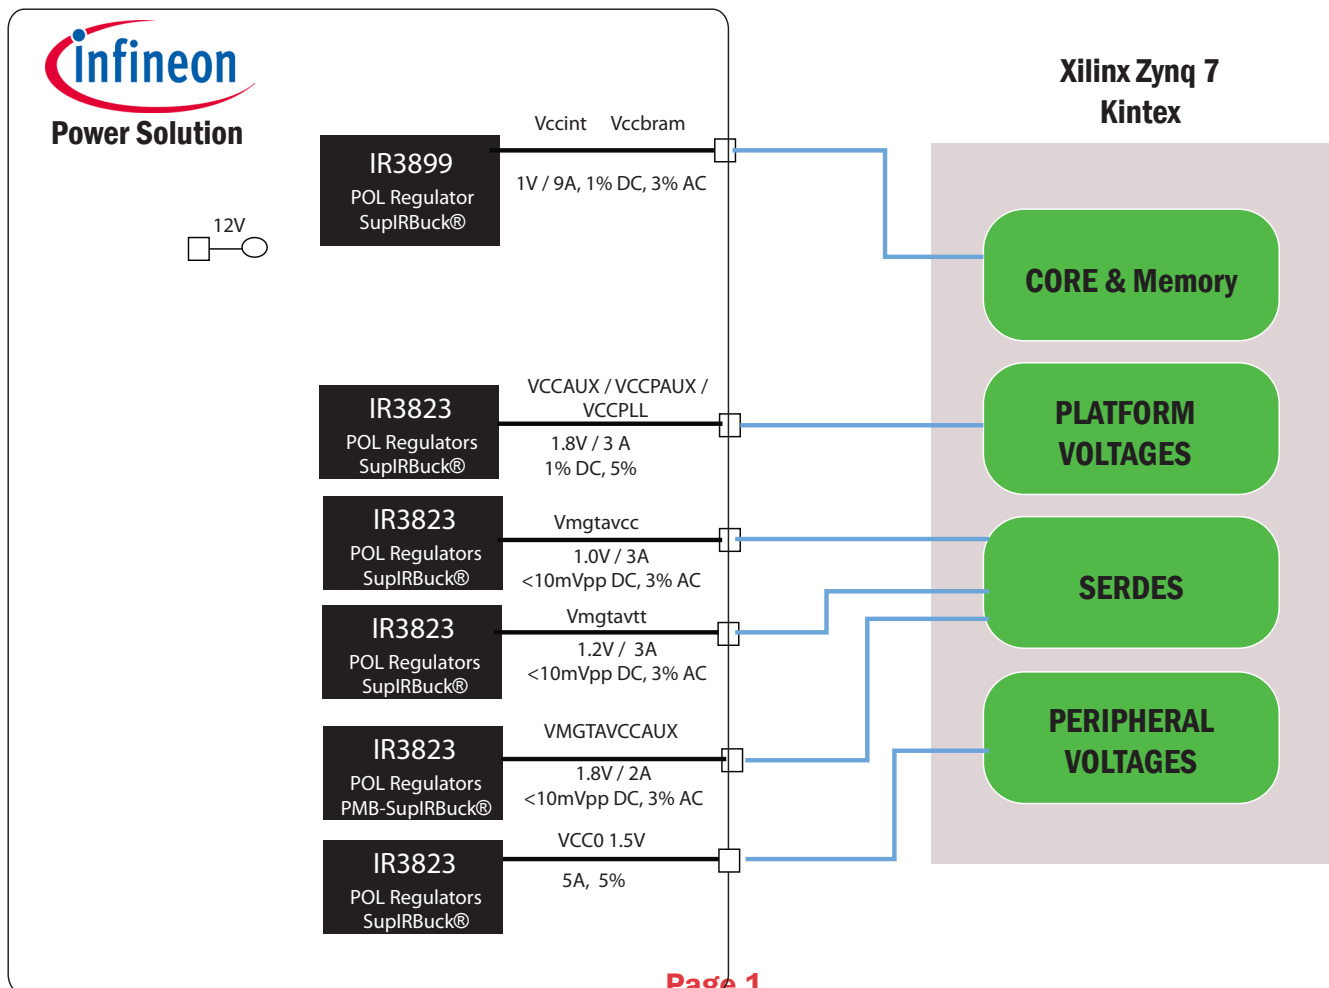 infineon
Power Solution
12V
IR3899
POL Regulator
SupIRBuck®
Vccint Vccbram
1V / 9A, 1% DC, 3% AC
IR3823
POL Regulators
SupIRBuck®
VCCAUX / VCCPAUX /
VCCPLL
1.8V / 3 A
1% DC, 5%
IR3823
POL Regulators
SupIRBuck®
Vmgtavcc
1.0V / 3A
<10mVpp DC, 3% AC
IR3823
POL Regulators
SupIRBuck®
Vmgtavtt
1.2V / 3A
<10mVpp DC, 3% AC
IR3823
POL Regulators
PMB-SupIRBuck®
VMGTAVCCAUX
1.8V / 2A
<10mVpp DC, 3% AC
IR3823
POL Regulators
SupIRBuck®
VCC0 1.5V
5A, 5%
Xilinx Zynq 7
Kintex
CORE & Memory
PLATFORM
VOLTAGES
SERDES
PERIPHERAL
VOLTAGES
Page 1